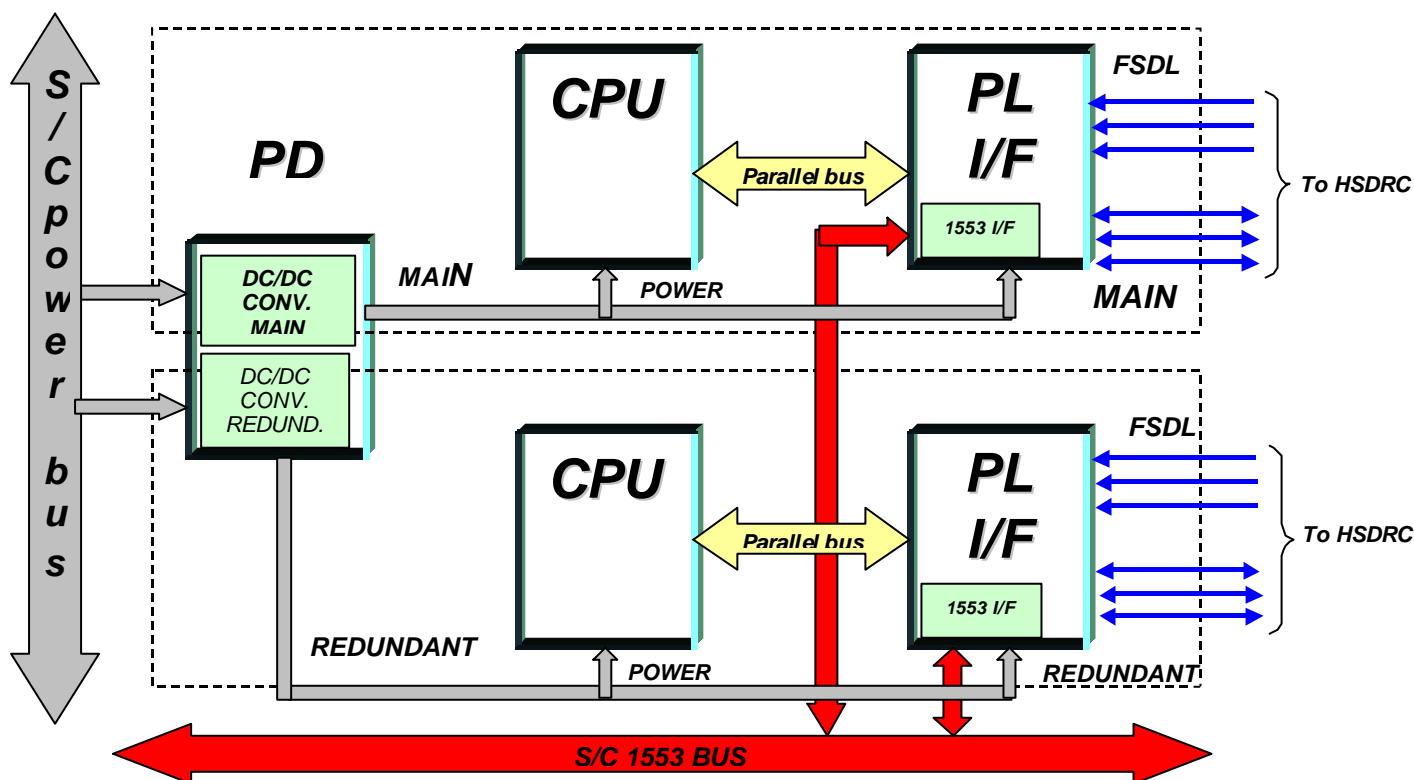 S/Cpower bus
CPU
PL
I/F
FSDL
PD
Parallel bus
To HSDRC
1553 I/F
DC/DC
CONV.
MAIN
MAIN
POWER
MAIN
DC/DC
CONV.
REDUND.
CPU
PL
I/F
FSDL
Parallel bus
To HSDRC
1553 I/F
REDUNDANT
POWER
REDUNDANT
S/C 1553 BUS